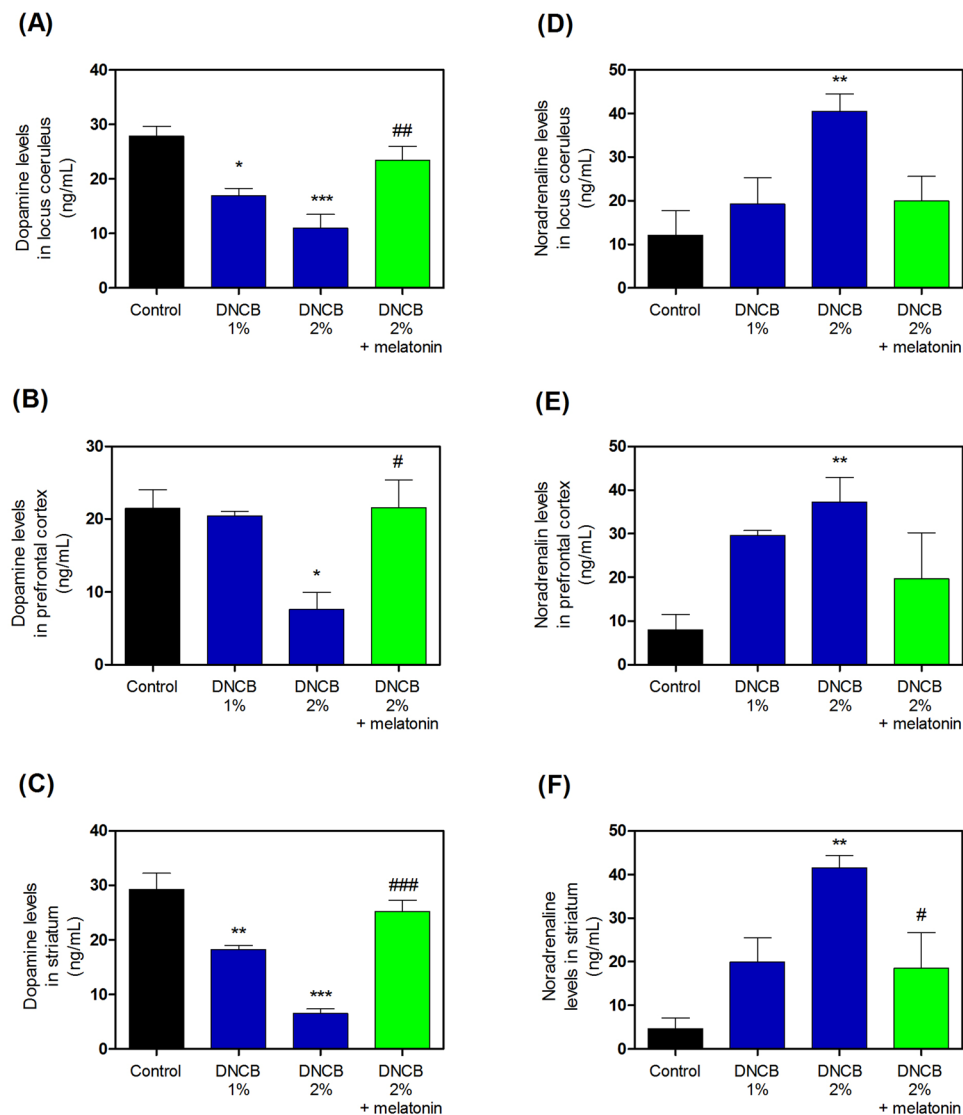 (A)
Dopamine levels
in locus coeruleus
(ng/mL)
40
30
20
10
0
*
***
##
Control
DNCB
1%
DNCB
2%
DNCB
2%
+ melatonin
(D)
Noradrenaline levels
in locus coeruleus
(ng/mL)
50
40
30
20
10
0
**
Control
DNCB
1%
DNCB
2%
DNCB
2%
+ melatonin
(B)
Dopamine levels
in prefrontal cortex
(ng/mL)
30
20
10
0
*
#
Control
DNCB
1%
DNCB
2%
DNCB
2%
+ melatonin
(E)
Noradrenalin levels
in prefrontal cortex
(ng/mL)
50
40
30
20
10
0
**
Control
DNCB
1%
DNCB
2%
DNCB
2%
+ melatonin
(C)
Dopamine levels
in striatum
(ng/mL)
30
20
10
0
40
**
***
###
Control
DNCB
1%
DNCB
2%
DNCB
2%
+ melatonin
(F)
Noradrenaline
levels in striatum
(ng/mL)
50
40
30
20
10
0
**
#
Control
DNCB
1%
DNCB
2%
DNCB
2%
+ melatonin